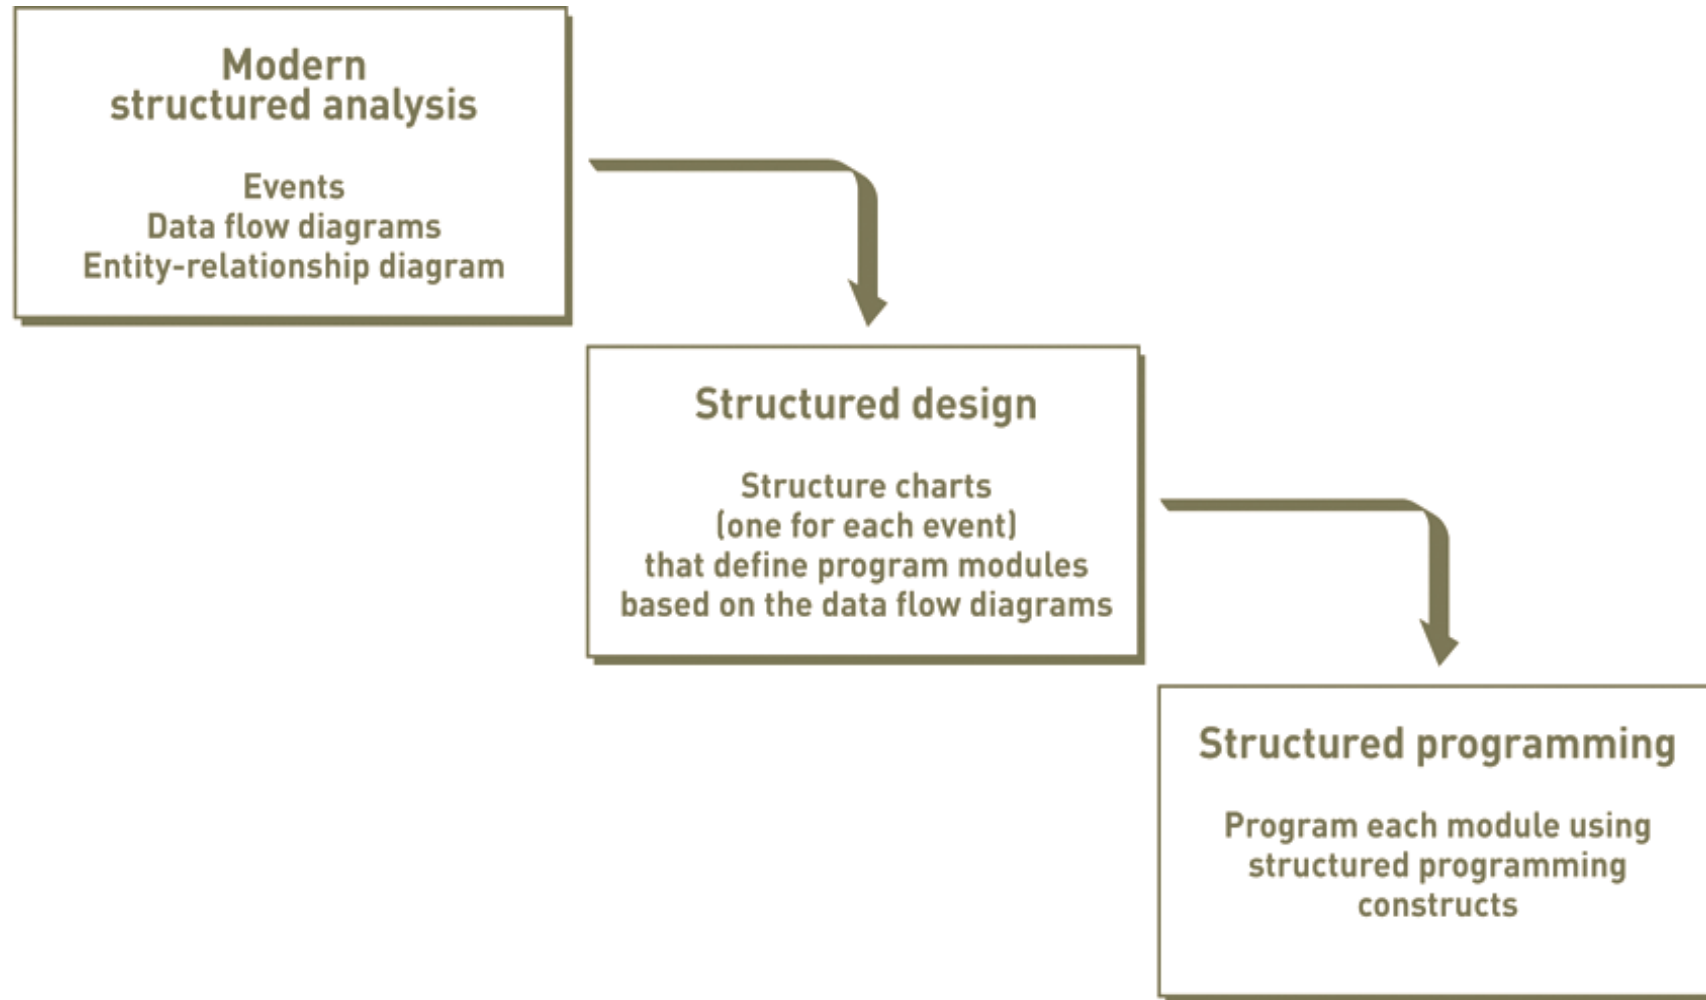 Modern
structured analysis
Events
Data flow diagrams
Entity-relationship diagram
Structured design
Structure charts
(one for each event)
that define program modules
based on the data flow diagrams
Structured programming
Program each module using
structured programming
constructs